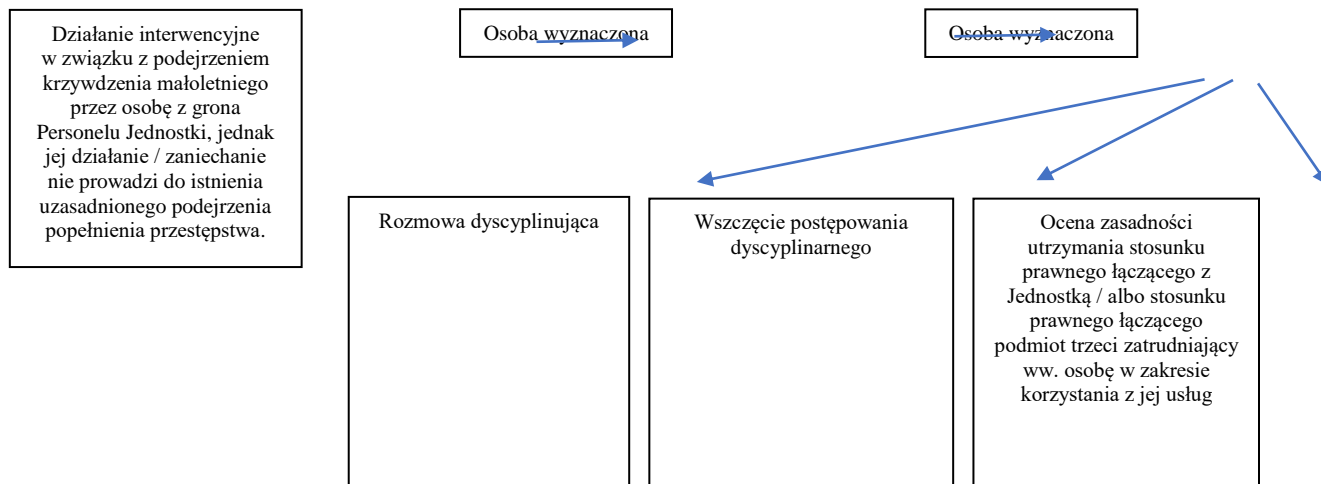 Działanie interwencyjne
w związku z podejrzeniem
krzywdzenia małoletniego
przez osobę z grona
Personelu Jednostki, jednak
jej działanie / zaniechanie
nie prowadzi do istnienia
uzasadnionego podejrzenia
popełnienia przestępstwa.
Osoba wyznaczona
Osoba wyznaczona
Rozmowa dyscyplinująca
Wszczęcie postępowania
dyscyplinarnego
Ocena zasadności
utrzymania stosunku
prawnego łączącego z
Jednostką / albo stosunku
prawnego łączącego
podmiot trzeci zatrudniający
ww. osobę w zakresie
korzystania z jej usług